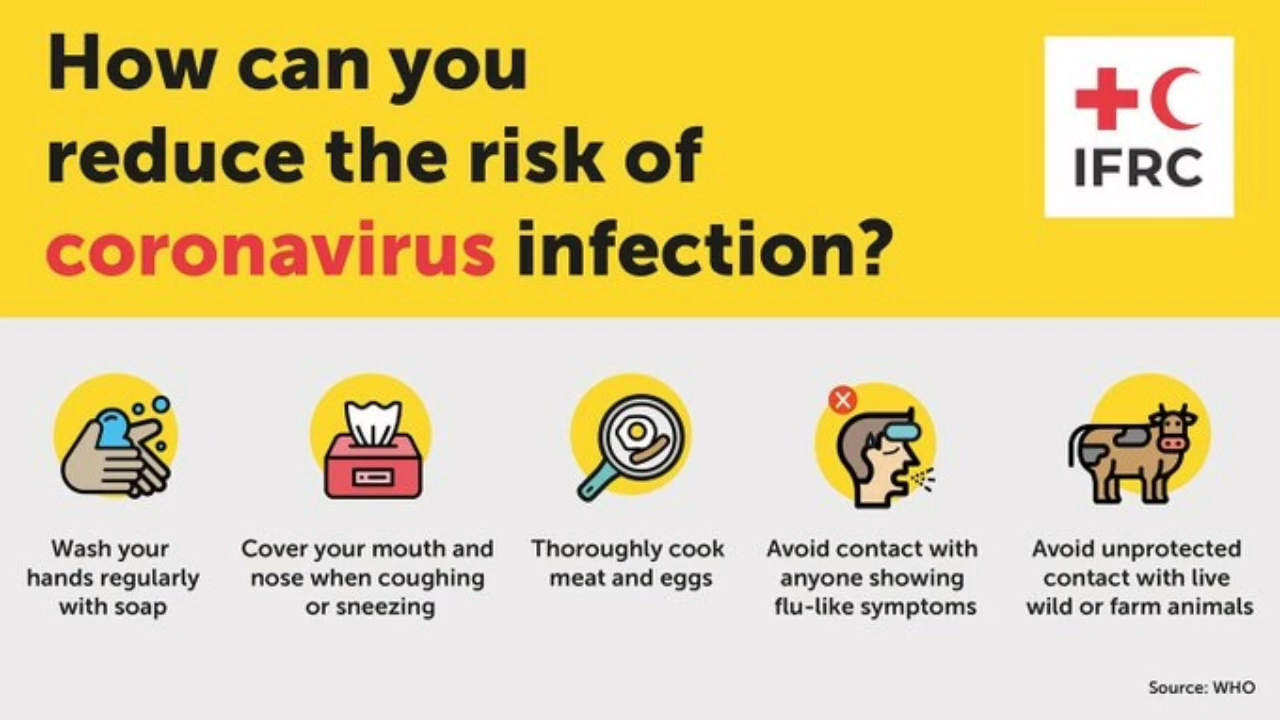 How can you
reduce the risk of
coronavirus infection?
IFRC
Wash your
hands regularly
with soap
Cover your mouth and
nose when coughing
or sneezing
Thoroughly cook
meat and eggs
Avoid contact with
anyone showing
flu-like symptoms
Avoid unprotected
contact with live
wild or farm animals
Source: WHO